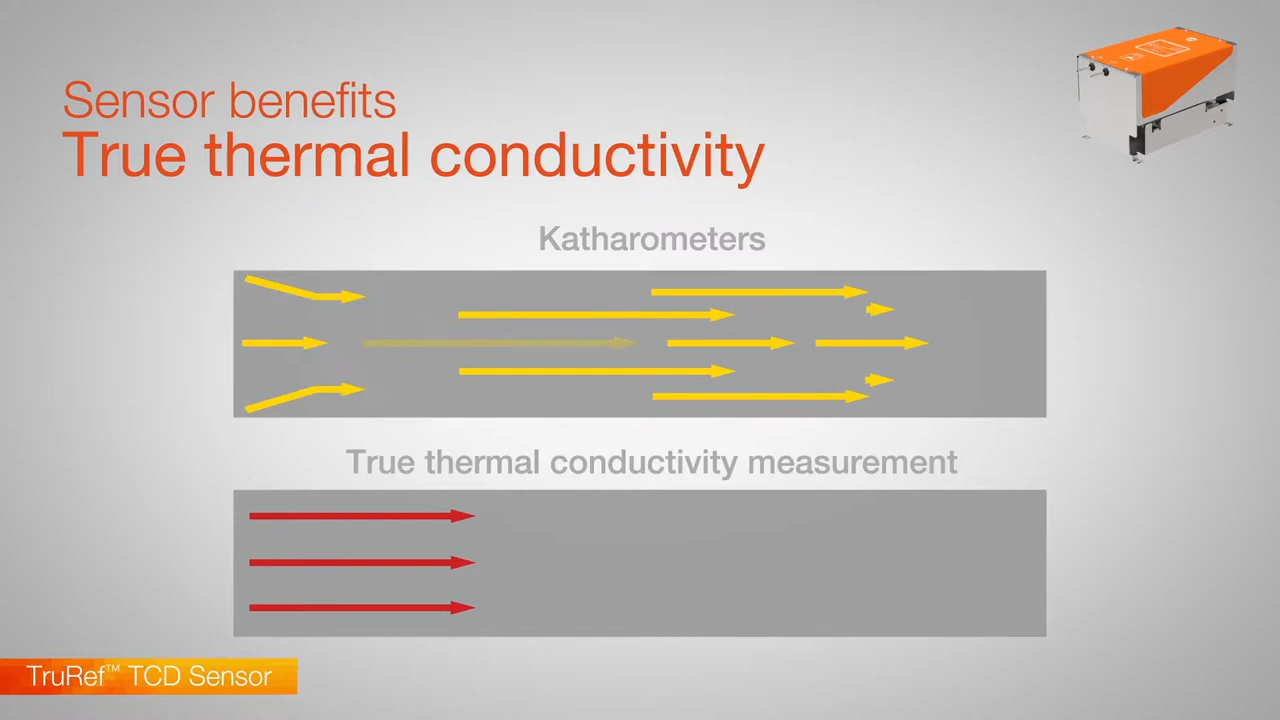 Sensor benefits
True thermal conductivity
Katharometers
True thermal conductivity measurement
TruRef™ TCD Sensor